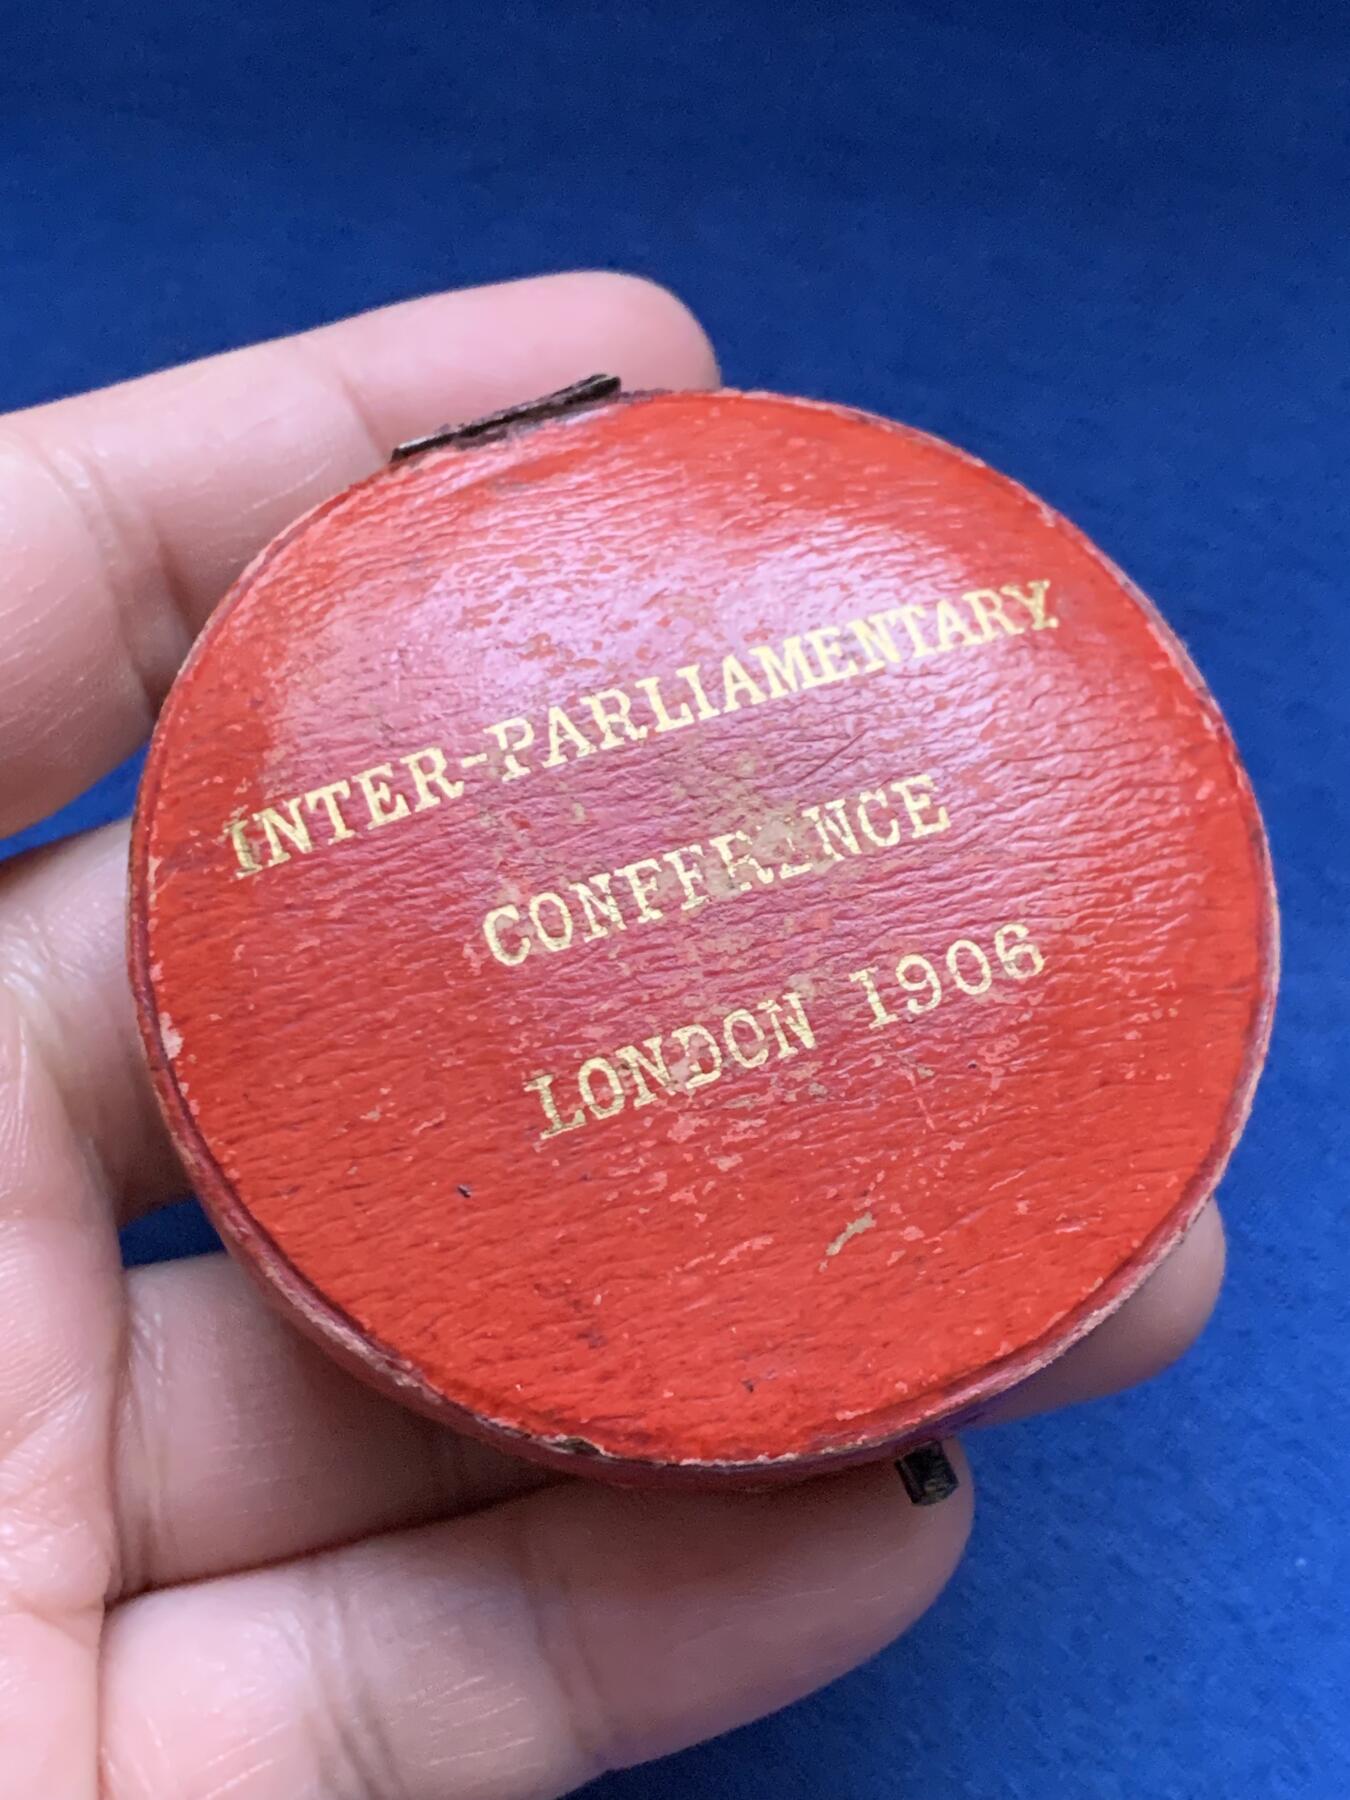 INTER-PARLIAMENTARY
CONFERENCE
LONDON 1906